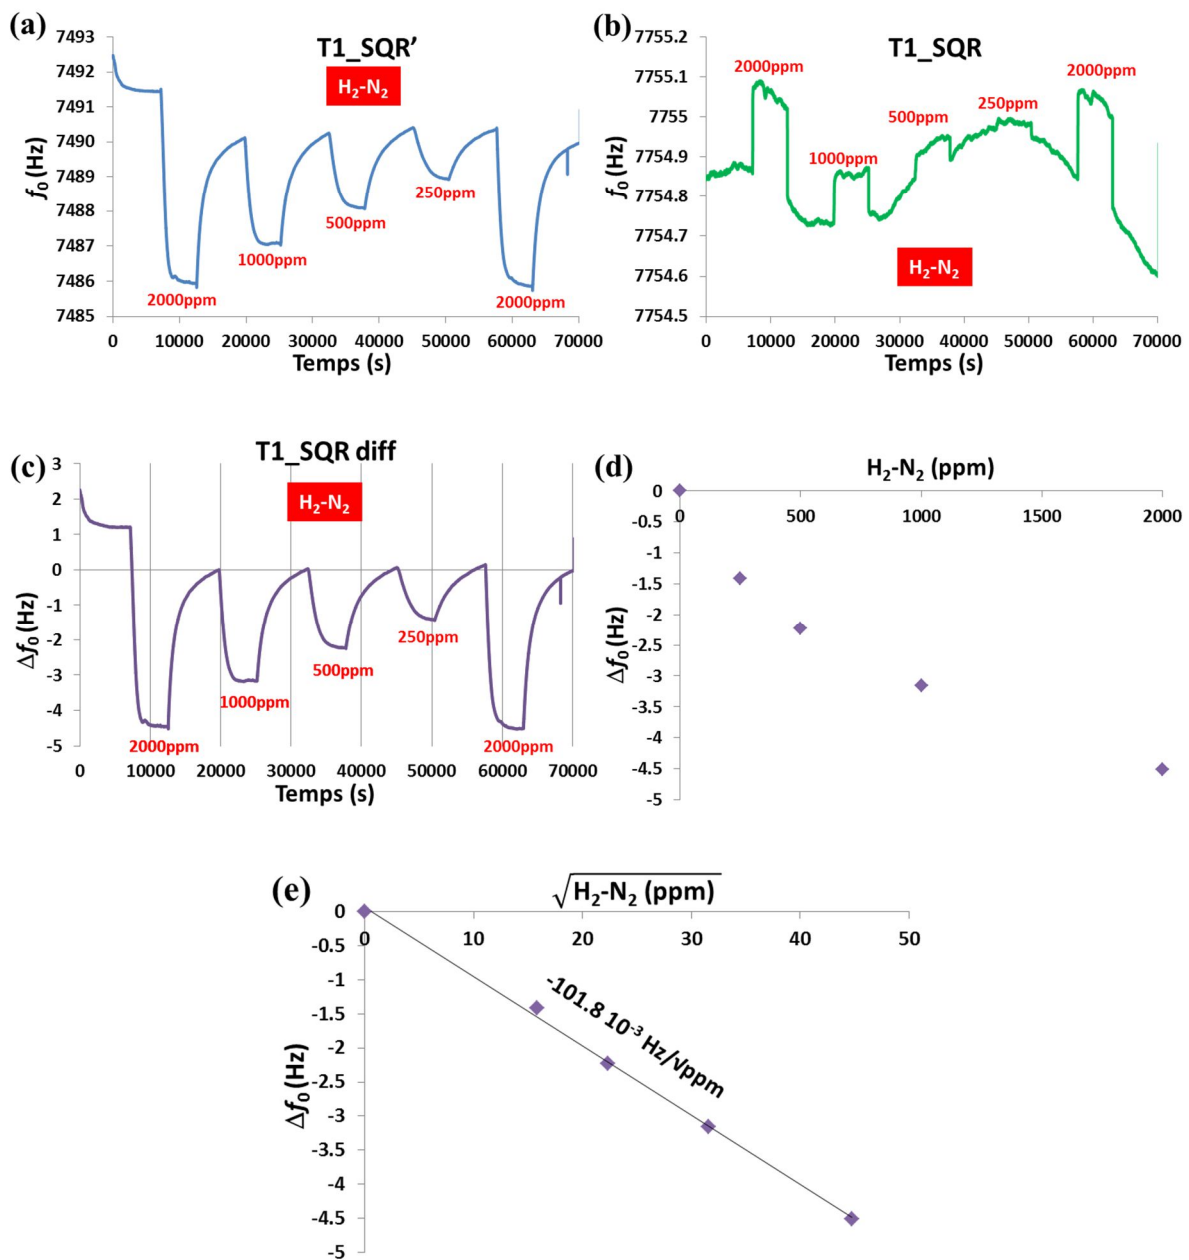 (a)
T1_SQR’
H2-N2
f0 (Hz)
7493
7492
7491
7490
7489
7488
7487
7486
7485
2000ppm
1000ppm
500ppm
250ppm
2000ppm
0 10000 20000 30000 40000 50000 60000 70000
Temps (s)
(b)
T1_SQR
f0 (Hz)
7755.2
7755.1
7755
7754.9
7754.8
7754.7
7754.6
7754.5
2000ppm
1000ppm
500ppm
250ppm
2000ppm
H2-N2
0 10000 20000 30000 40000 50000 60000 70000
Temps (s)
(c)
T1_SQR diff
H2-N2
Δf0 (Hz)
3
2
1
0
-1
-2
-3
-4
-5
2000ppm
1000ppm
500ppm
250ppm
2000ppm
0 10000 20000 30000 40000 50000 60000 70000
Temps (s)
(d)
H2-N2 (ppm)
0 500 1000 1500 2000
Δf0 (Hz)
0
-0.5
-1
-1.5
-2
-2.5
-3
-3.5
-4
-4.5
-5
(e)
√H2-N2 (ppm)
0 10 20 30 40 50
Δf0 (Hz)
0
-0.5
-1
-1.5
-2
-2.5
-3
-3.5
-4
-4.5
-5
-101.8 10-3 Hz/√ppm